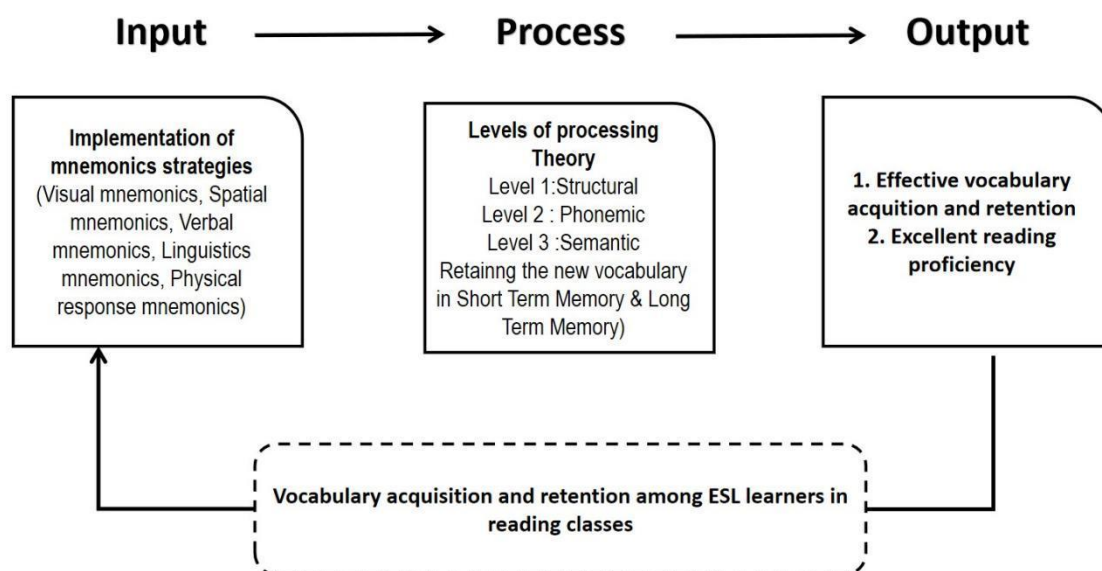 Input
Process
Output
Implementation of
mnemonics strategies
(Visual mnemonics, Spatial
mnemonics, Verbal
mnemonics, Linguistics
mnemonics, Physical
response mnemonics)
Levels of processing
Theory
Level 1:Structural
Level 2 : Phonemic
Level 3 :Semantic
Retainng the new vocabulary
in Short Term Memory & Long
Term Memory)
1. Effective vocabulary
acquition and retention
2. Excellent reading
proficiency
Vocabulary acquisition and retention among ESL learners in
reading classes